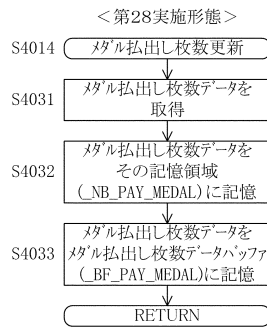 ＜第28実施形態＞
S4014 ﾒﾀﾞﾙ払出し枚数更新
S4031 ﾒﾀﾞﾙ払出し枚数ﾃﾞｰﾀを
取得
S4032 ﾒﾀﾞﾙ払出し枚数ﾃﾞｰﾀを
その記憶領域
(_NB_PAY_MEDAL)に記憶
S4033 ﾒﾀﾞﾙ払出し枚数ﾃﾞｰﾀを
ﾒﾀﾞﾙ払出し枚数ﾃﾞｰﾀﾊﾞｯﾌｧ
(_BF_PAY_MEDAL)に記憶
RETURN